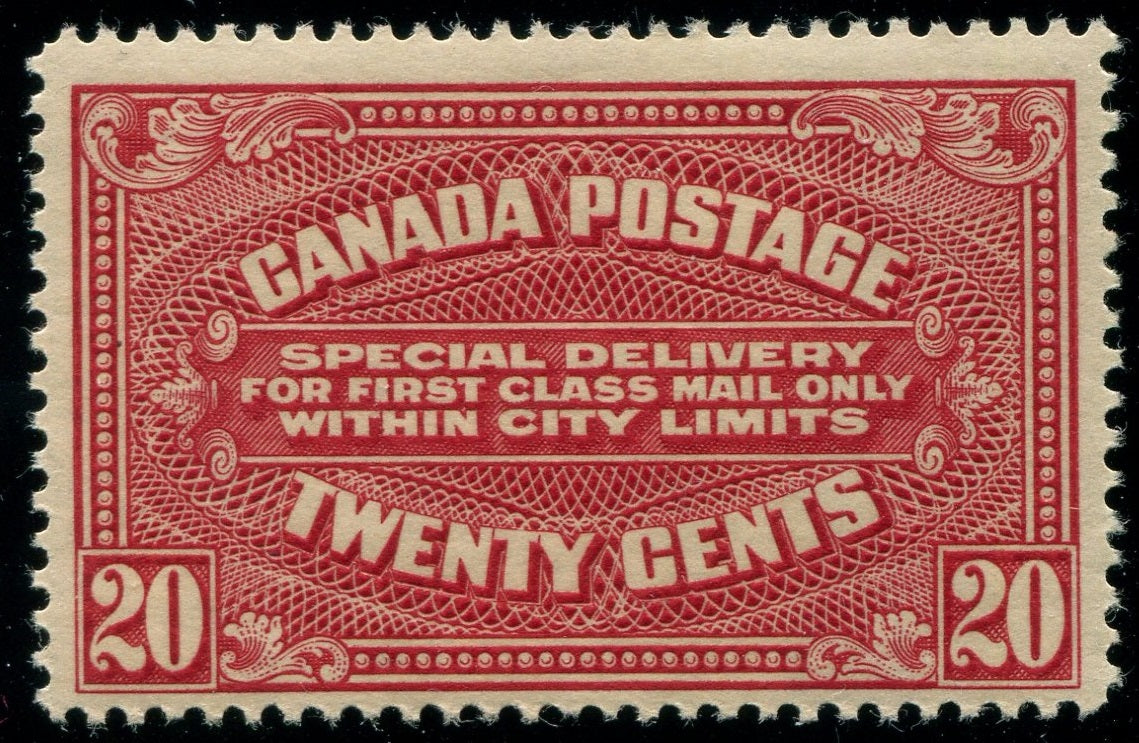 CANADA POSTAGE
SPECIAL DELIVERY
FOR FIRST CLASS MAIL ONLY
WITHIN CITY LIMITS
TWENTY CENTS
20 20